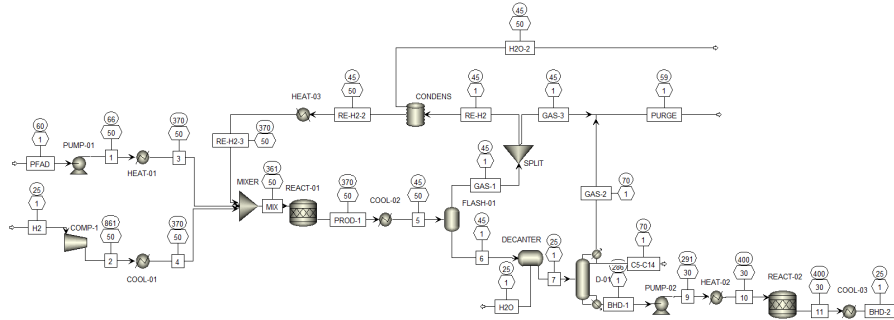 45
50
H2O-2
45
50
RE-H2-2
HEAT-03
CONDENS
45
1
RE-H2
45
1
GAS-3
59
1
PURGE
370
50
RE-H2-3
60
1
PFAD
PUMP-01
66
50
1
HEAT-01
370
50
3
MIXER
361
50
MIX
REACT-01
370
50
PROD-1
COOL-02
45
50
5
45
1
GAS-1
SPLIT
FLASH-01
70
1
GAS-2
25
1
H2
COMP-1
861
50
2
COOL-01
370
50
4
45
1
6
DECANTER
25
1
7
25
1
H2O
70
1
C5-C14
D-01
286
1
BHD-1
PUMP-02
291
30
9
HEAT-02
400
30
10
REACT-02
400
30
11
COOL-03
25
1
BHD-2